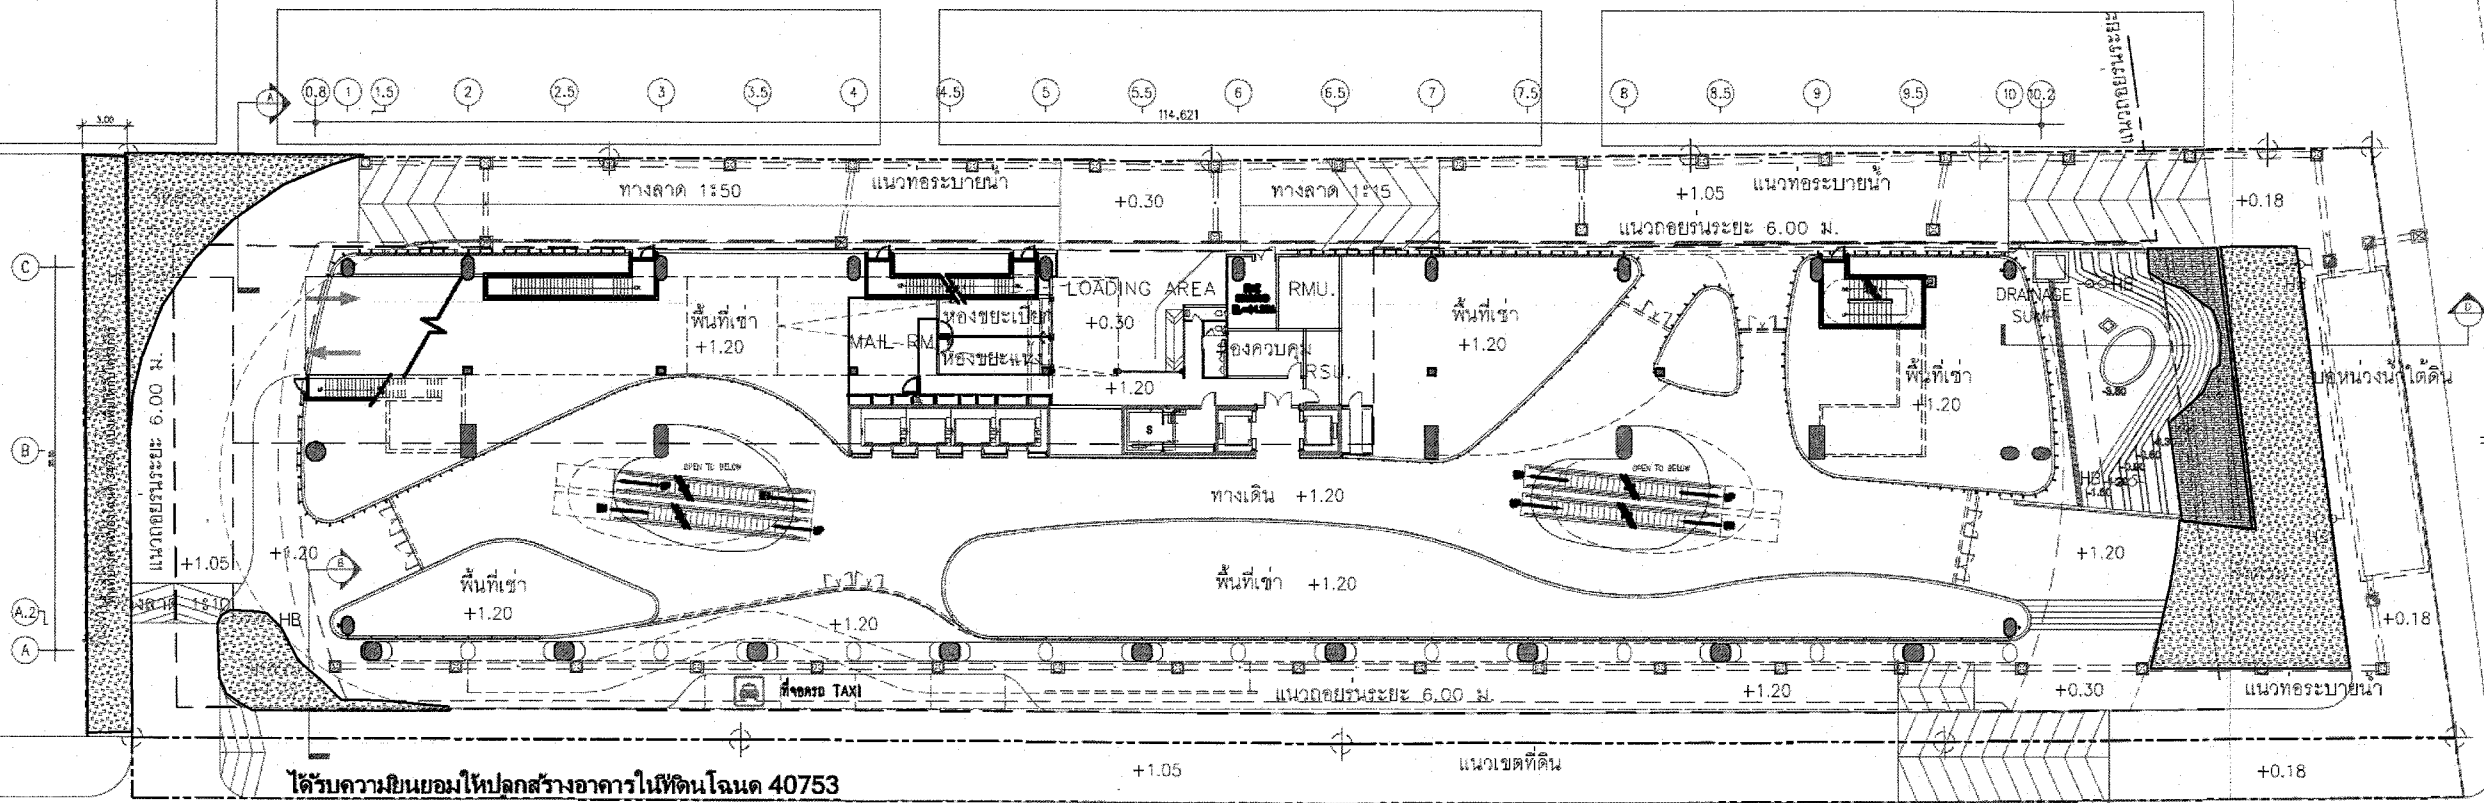 A
0.8
1
1.5
2
2.5
3
3.5
4
4.5
5
5.5
6
6.5
7
7.5
8
8.5
9
9.5
10
10.2
3.00
114.621
ทางลาด 1:50
แนวท่อระบายน้ำ
+0.30
ทางลาด 1:15
+1.05
แนวท่อระบายน้ำ
+0.18
แนวถอยร่นระยะ 6.00 ม.
C
LOADING AREA
+0.30
RMU.
DRAINAGE
SUMP
HB
HB
พื้นที่เช่า
+1.20
MAIL-RM
ห้องขยะเปียก
ห้องขยะแห้ง
+1.20
RSU.
พื้นที่เช่า
+1.20
พื้นที่เช่า
+1.20
บ่อหน่วงน้ำใต้ดิน
แนวถอยร่นระยะ 6.00 ม.
B
S
OPEN TO BELOW
OPEN TO BELOW
ทางเดิน +1.20
HB
+1.05
+1.20
B
พื้นที่เช่า
+1.20
พื้นที่เช่า +1.20
+1.20
A.2
HB
+1.20
+0.18
A
ที่จอดรถ TAXI
แนวถอยร่นระยะ 6.00 ม.
+1.20
+0.30
แนวท่อระบายน้ำ
+1.05
แนวเขตที่ดิน
+0.18
ได้รับความยินยอมให้ปลูกสร้างอาคารในที่ดินโฉนด 40753